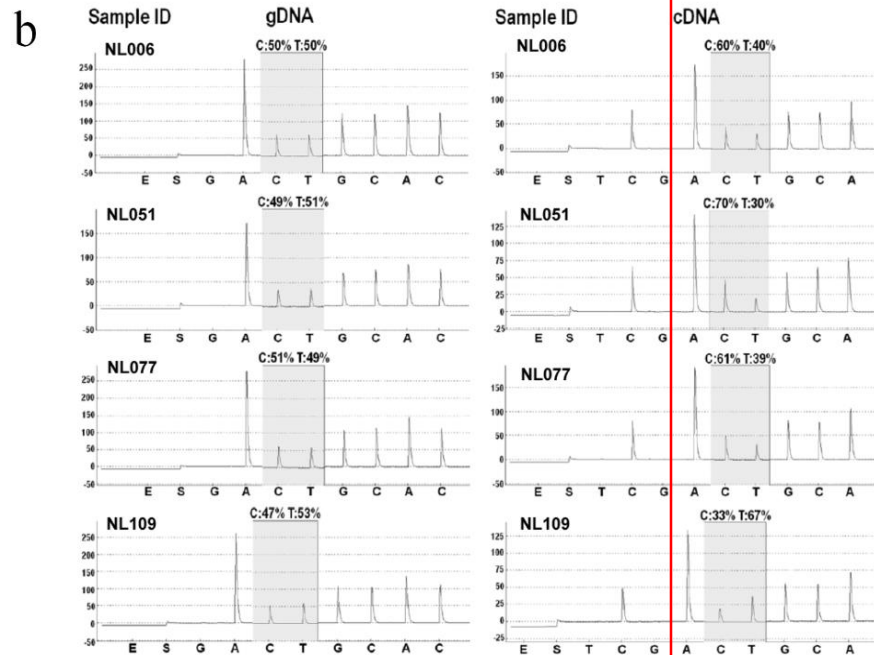 b
Sample ID gDNA Sample ID cDNA
NL006 C:50% T:50%
250
200
150
100
50
0
-50
E S G A C T G C A C
NL006 C:60% T:40%
150
100
50
0
-50
E S T C G A C T G C A
NL051 C:49% T:51%
150
100
50
0
-50
E S G A C T G C A C
NL051 C:70% T:30%
125
100
75
50
25
0
-25
E S T C G A C T G C A
NL077 C:51% T:49%
250
200
150
100
50
0
-50
E S G A C T G C A C
NL077 C:61% T:39%
150
100
50
0
-50
E S T C G A C T G C A
NL109 C:47% T:53%
250
200
150
100
50
0
-50
E S G A C T G C A C
NL109 C:33% T:67%
125
100
75
50
25
0
-25
E S T C G A C T G C A